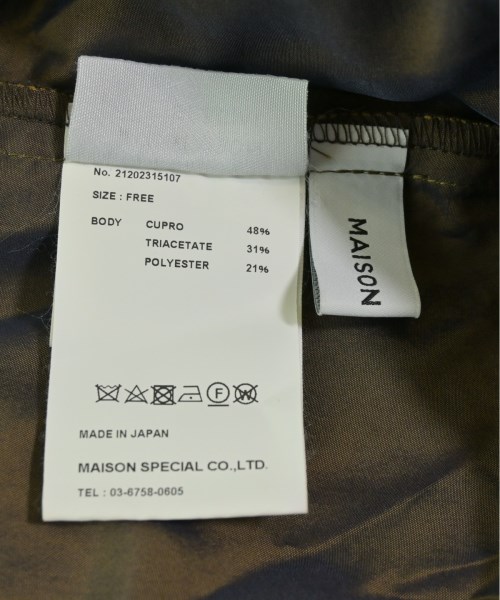 No. 21202315107
SIZE : FREE
BODY CUPRO 48%
TRIACETATE 31%
POLYESTER 21%
F W
MADE IN JAPAN
MAISON SPECIAL CO.,LTD.
TEL : 03-6758-0605
MAISON